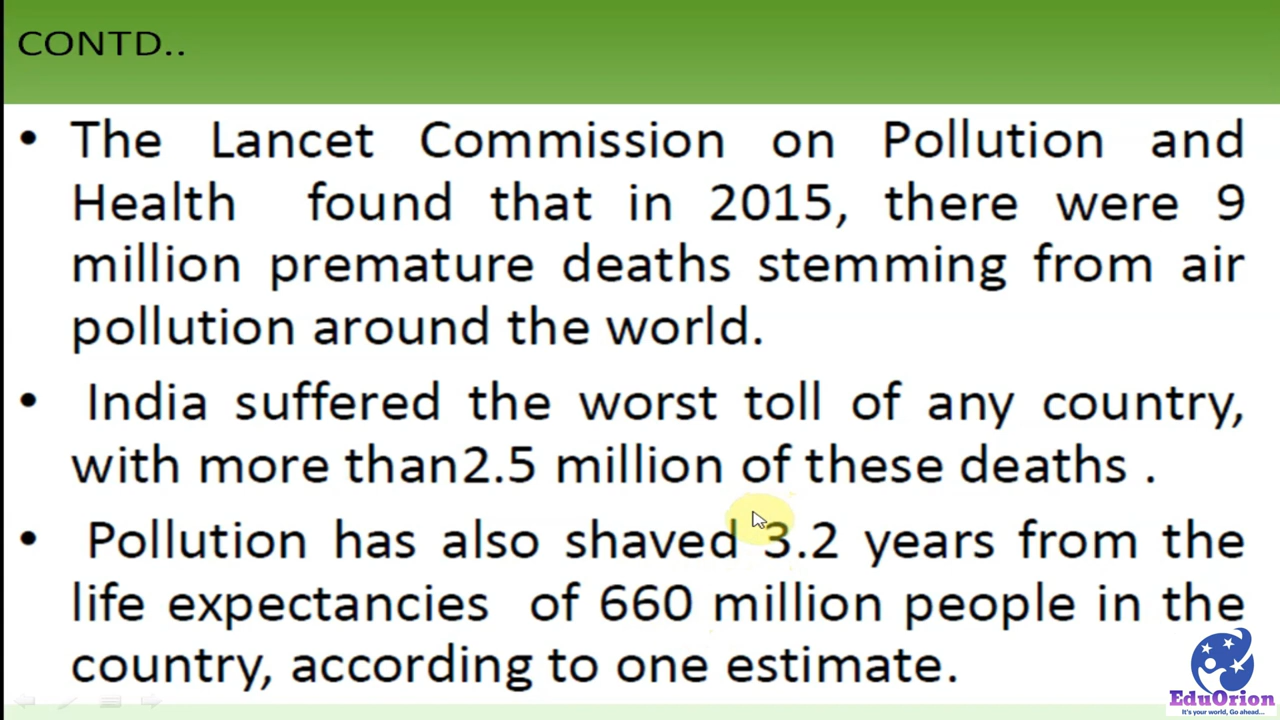 CONTD..
• The Lancet Commission on Pollution and
Health found that in 2015, there were 9
million premature deaths stemming from air
pollution around the world.
• India suffered the worst toll of any country,
with more than2.5 million of these deaths .
• Pollution has also shaved 3.2 years from the
life expectancies of 660 million people in the
country, according to one estimate.
EduOrion
It's your world, Go ahead...